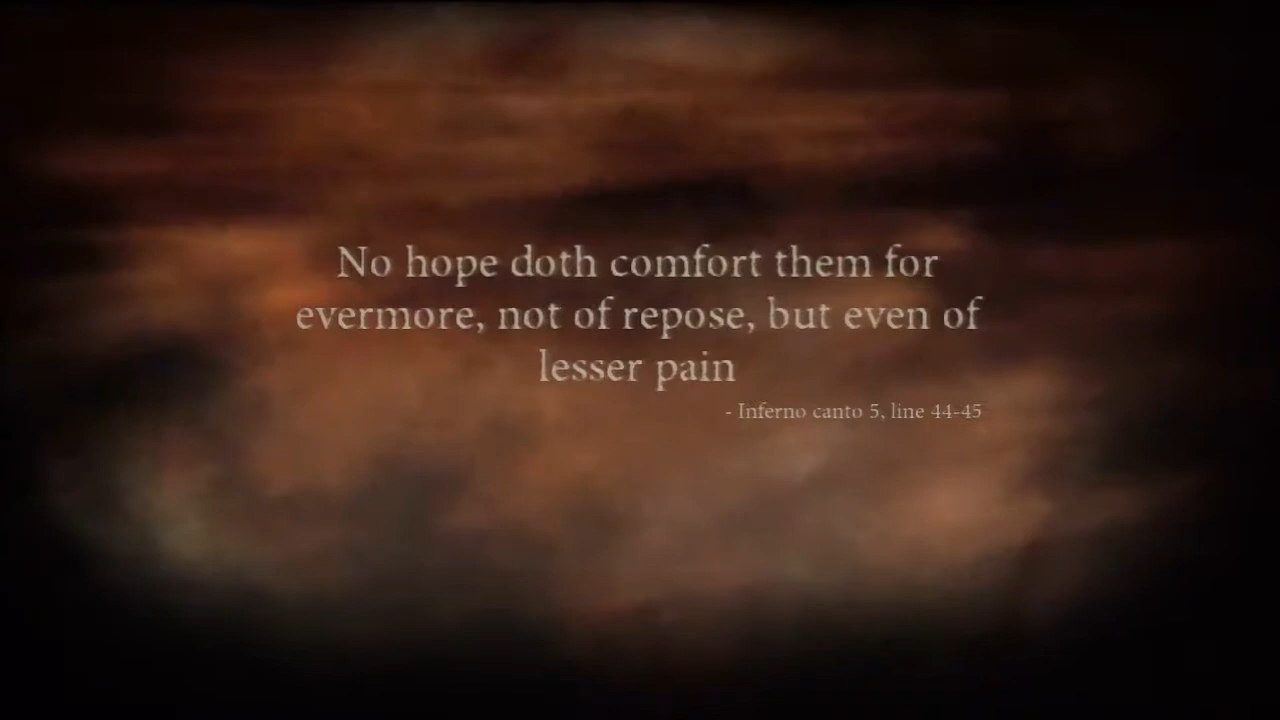 No hope doth comfort them for
evermore, not of repose, but even of
lesser pain
- Inferno canto 5, line 44-45